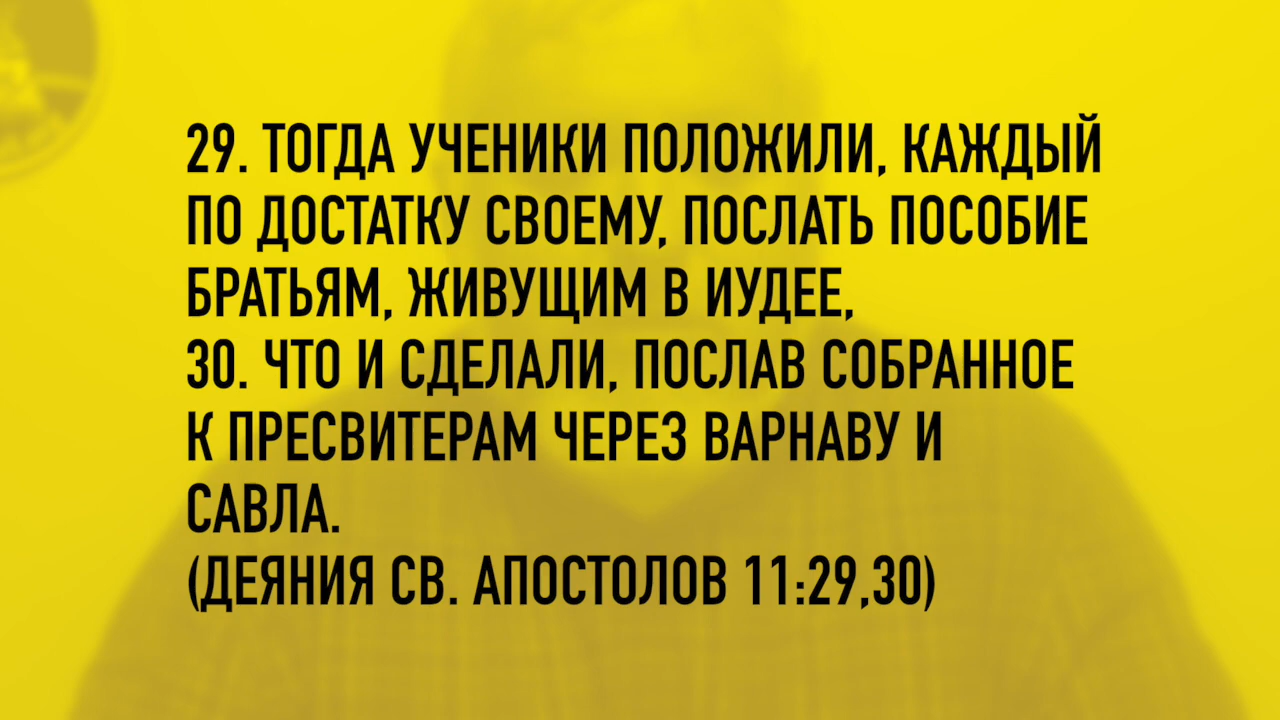 29. ТОГДА УЧЕНИКИ ПОЛОЖИЛИ, КАЖДЫЙ
ПО ДОСТАТКУ СВОЕМУ, ПОСЛАТЬ ПОСОБИЕ
БРАТЬЯМ, ЖИВУЩИМ В ИУДЕЕ,
30. ЧТО И СДЕЛАЛИ, ПОСЛАВ СОБРАННОЕ
К ПРЕСВИТЕРАМ ЧЕРЕЗ ВАРНАВУ И
САВЛА.
(ДЕЯНИЯ СВ. АПОСТОЛОВ 11:29,30)